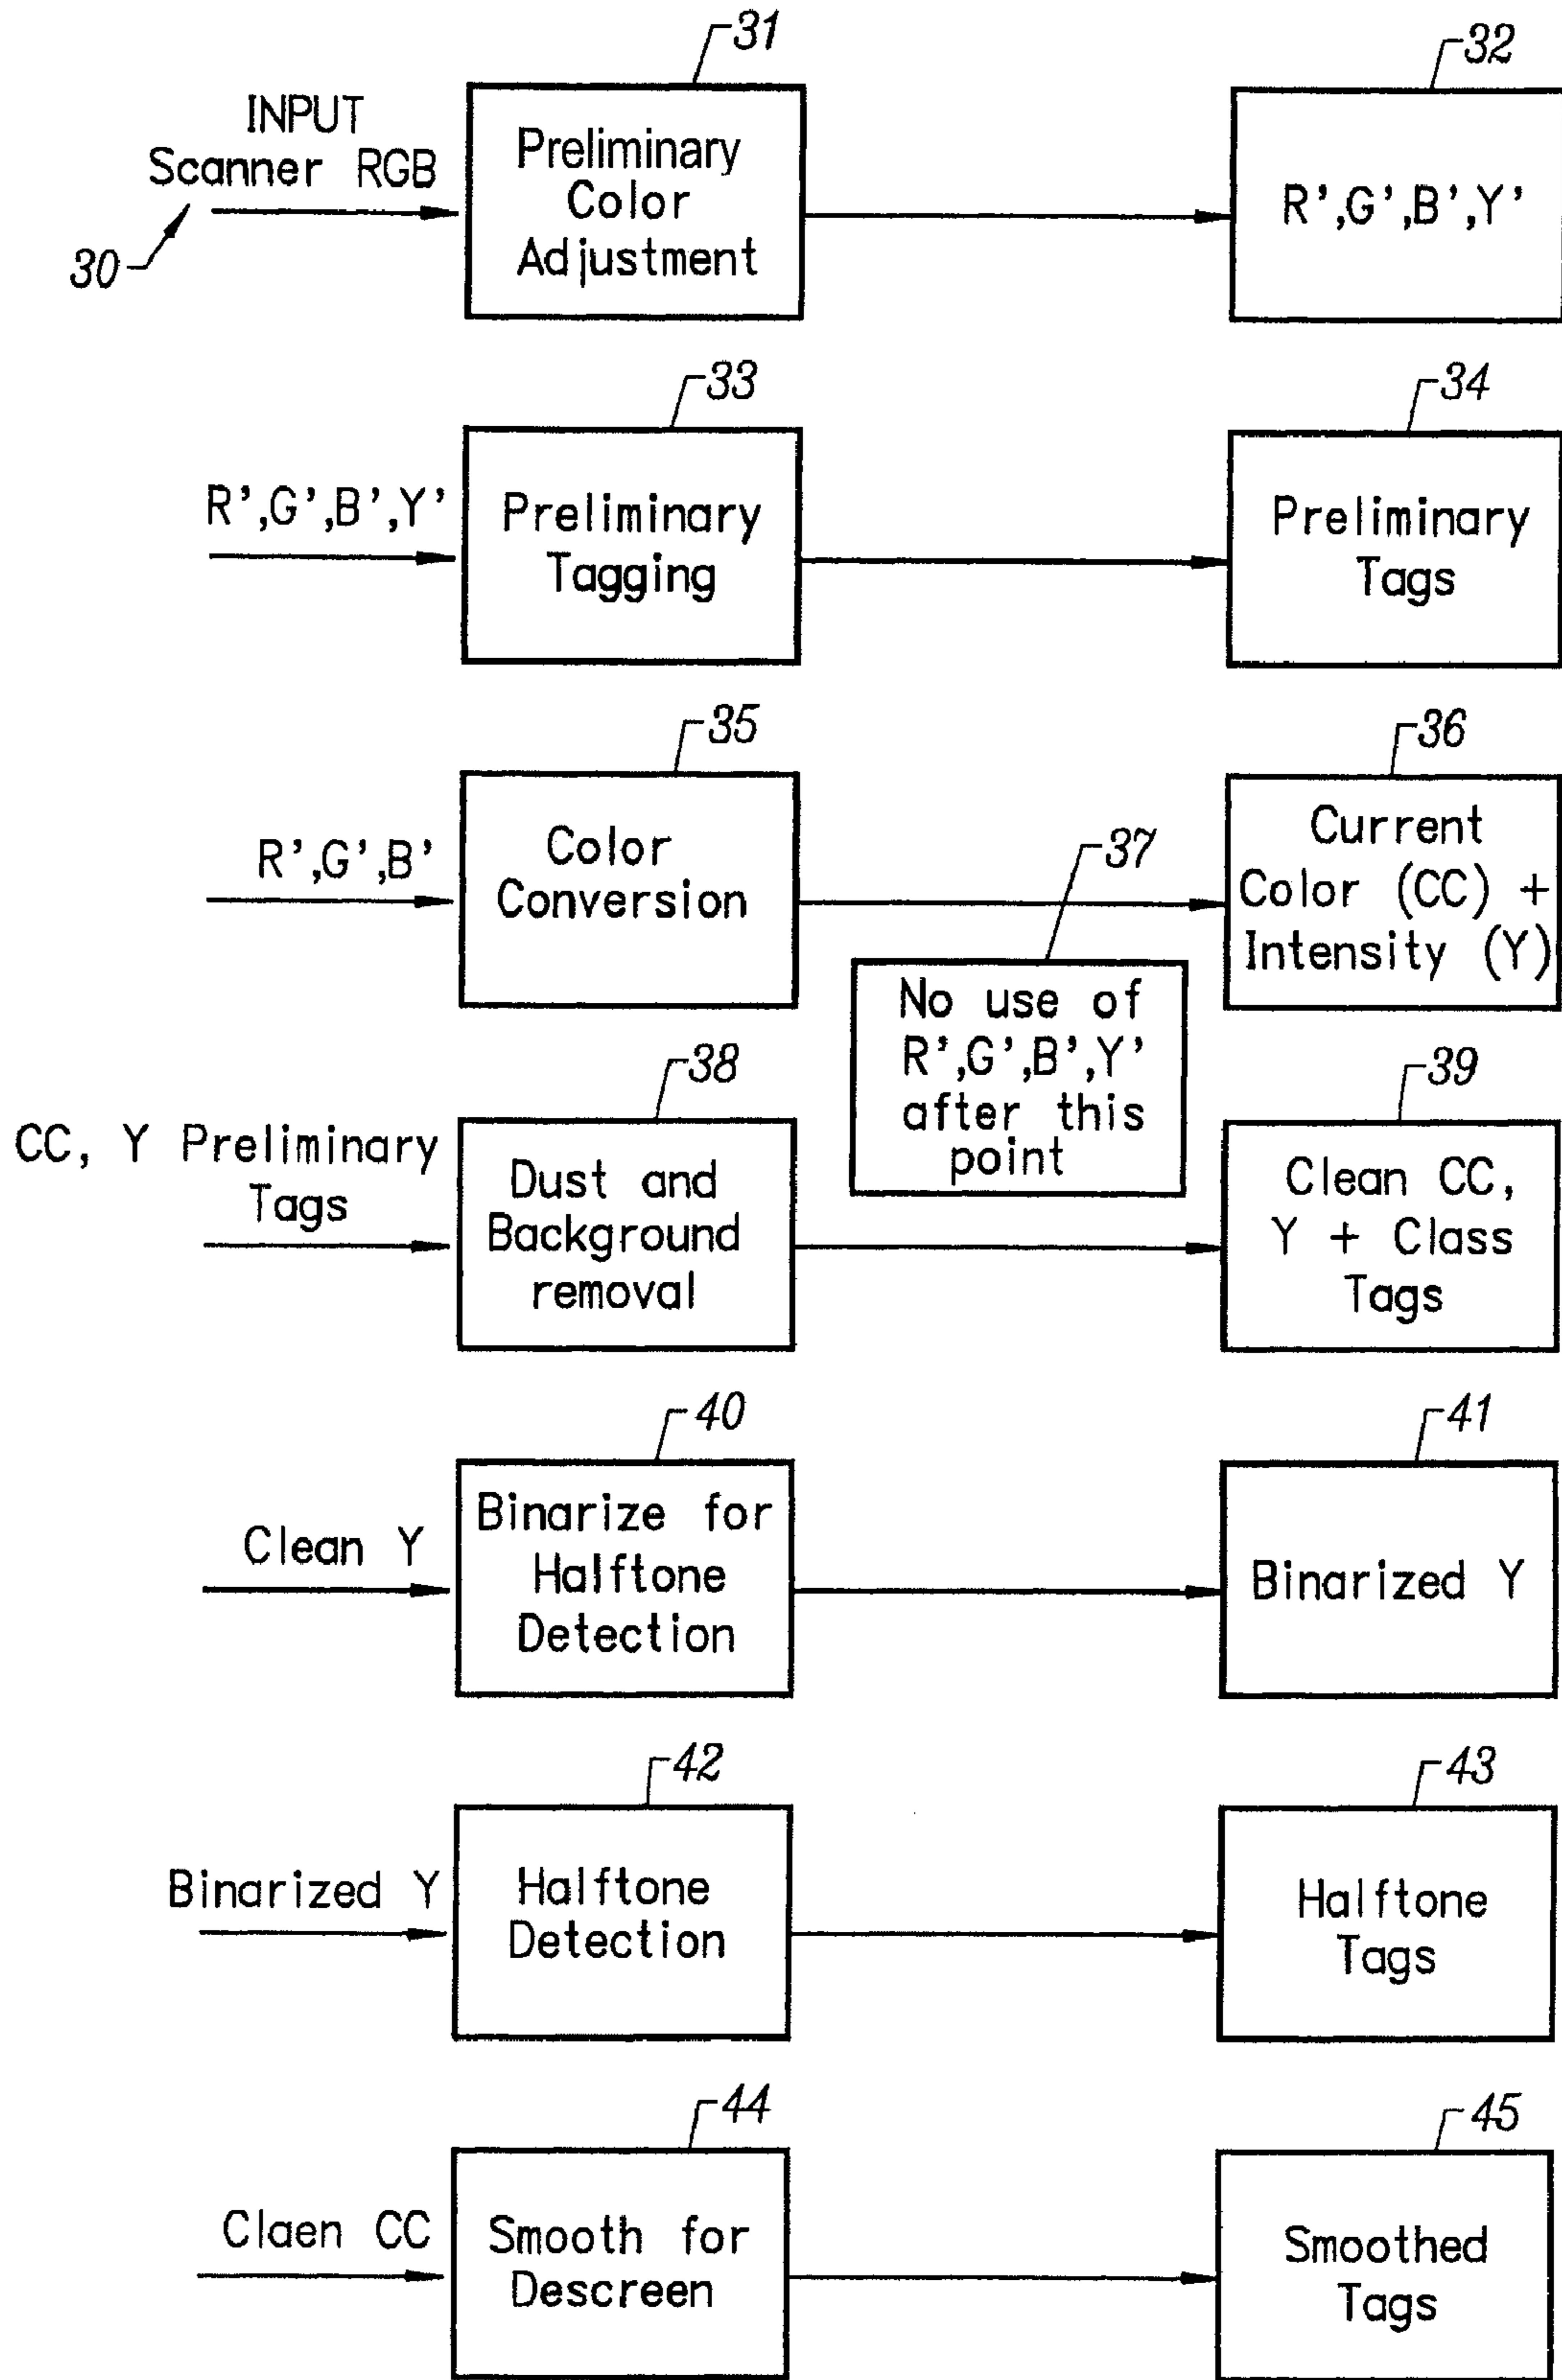 31
32
INPUT
Scanner RGB
30
Preliminary
Color
Adjustment
R',G',B',Y'
33
34
R',G',B',Y'
Preliminary
Tagging
Preliminary
Tags
35
36
R',G',B'
Color
Conversion
37
Current
Color (CC) +
Intensity (Y)
No use of
R',G',B',Y'
after this
point
38
39
CC, Y Preliminary
Tags
Dust and
Background
removal
Clean CC,
Y + Class
Tags
40
41
Clean Y
Binarize for
Halftone
Detection
Binarized Y
42
43
Binarized Y
Halftone
Detection
Halftone
Tags
44
45
Claen CC
Smooth for
Descreen
Smoothed
Tags